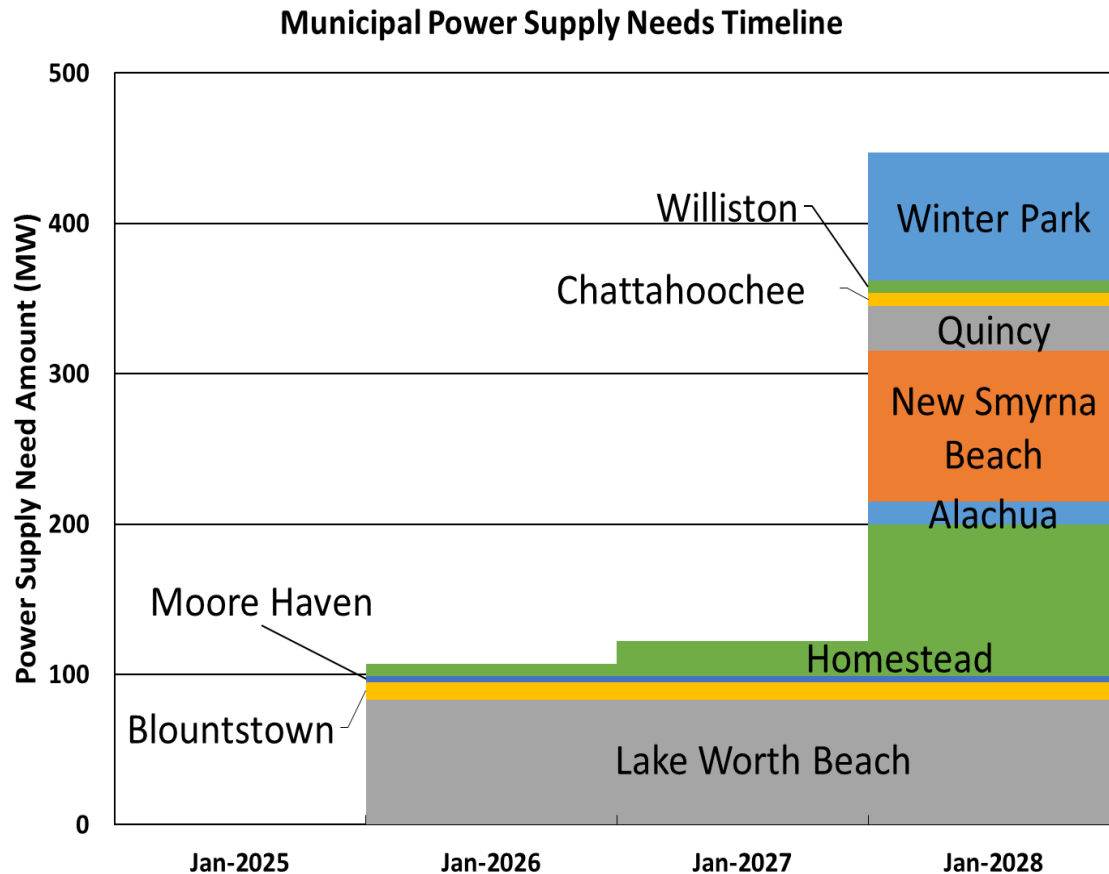 Municipal Power Supply Needs Timeline
Power Supply Need Amount (MW)
500
400
300
200
100
0
Winter Park
Williston
Chattahoochee
Quincy
New Smyrna
Beach
Alachua
Moore Haven
Homestead
Blountstown
Lake Worth Beach
Jan-2025
Jan-2026
Jan-2027
Jan-2028